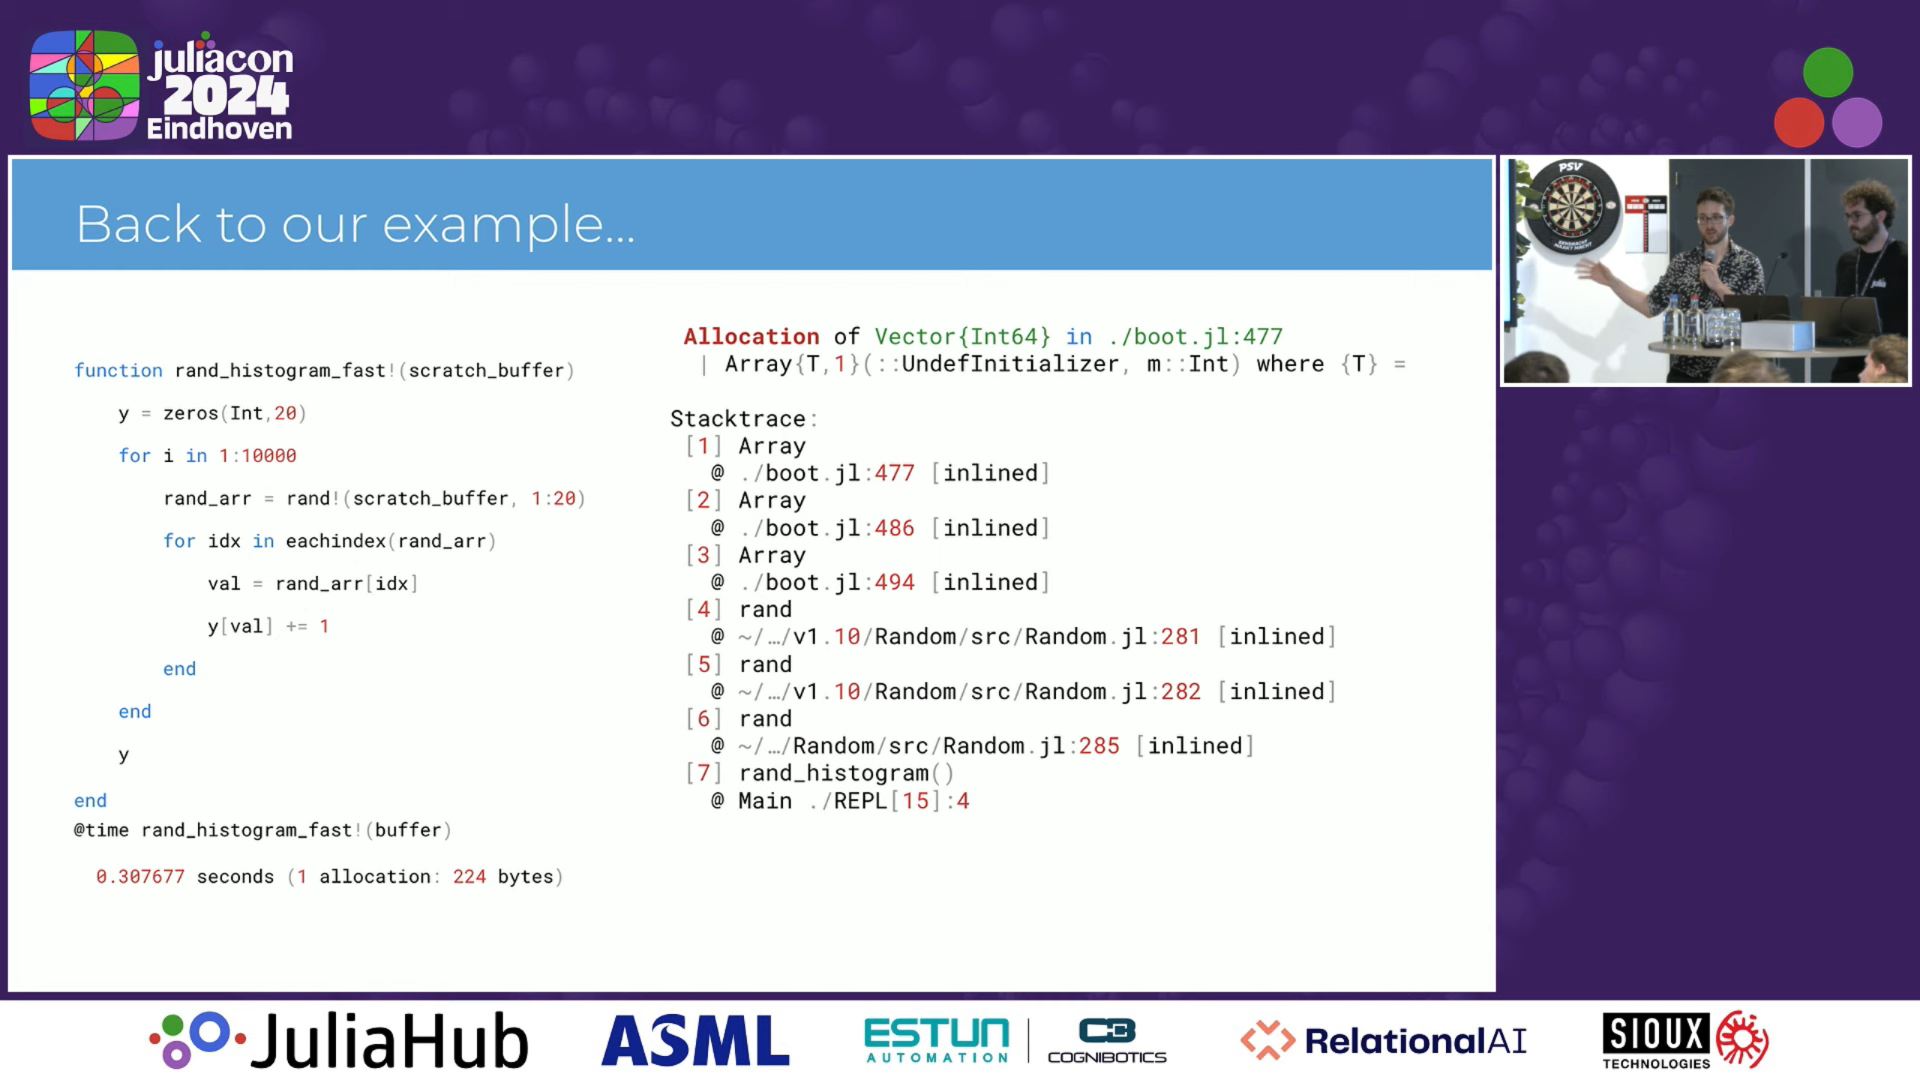 juliacon
2024
Eindhoven
Back to our example...
function rand_histogram_fast!(scratch_buffer)
y = zeros(Int,20)
for i in 1:10000
rand_arr = rand!(scratch_buffer, 1:20)
for idx in eachindex(rand_arr)
val = rand_arr[idx]
y[val] += 1
end
end
y
end
@time rand_histogram_fast!(buffer)
0.307677 seconds (1 allocation: 224 bytes)
Allocation of Vector{Int64} in ./boot.jl:477
| Array{T,1}(::UndefInitializer, m::Int) where {T} =
Stacktrace:
[1] Array
@ ./boot.jl:477 [inlined]
[2] Array
@ ./boot.jl:486 [inlined]
[3] Array
@ ./boot.jl:494 [inlined]
[4] rand
@ ~/…/v1.10/Random/src/Random.jl:281 [inlined]
[5] rand
@ ~/…/v1.10/Random/src/Random.jl:282 [inlined]
[6] rand
@ ~/…/Random/src/Random.jl:285 [inlined]
[7] rand_histogram()
@ Main ./REPL[15]:4
PSV
JuliaHub
ASML
ESTUN
AUTOMATION
COGNIBOTICS
RelationalAI
SIOUX
TECHNOLOGIES